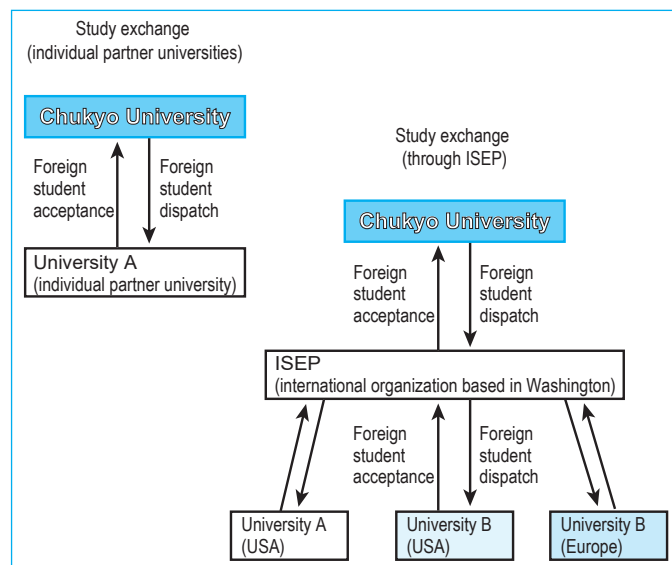 Study exchange
(individual partner universities)
Chukyo University
Foreign
student
acceptance
Foreign
student
dispatch
University A
(individual partner university)
Study exchange
(through ISEP)
Chukyo University
Foreign
student
acceptance
Foreign
student
dispatch
ISEP
(international organization based in Washington)
Foreign
student
acceptance
Foreign
student
dispatch
University A
(USA)
University B
(USA)
University B
(Europe)